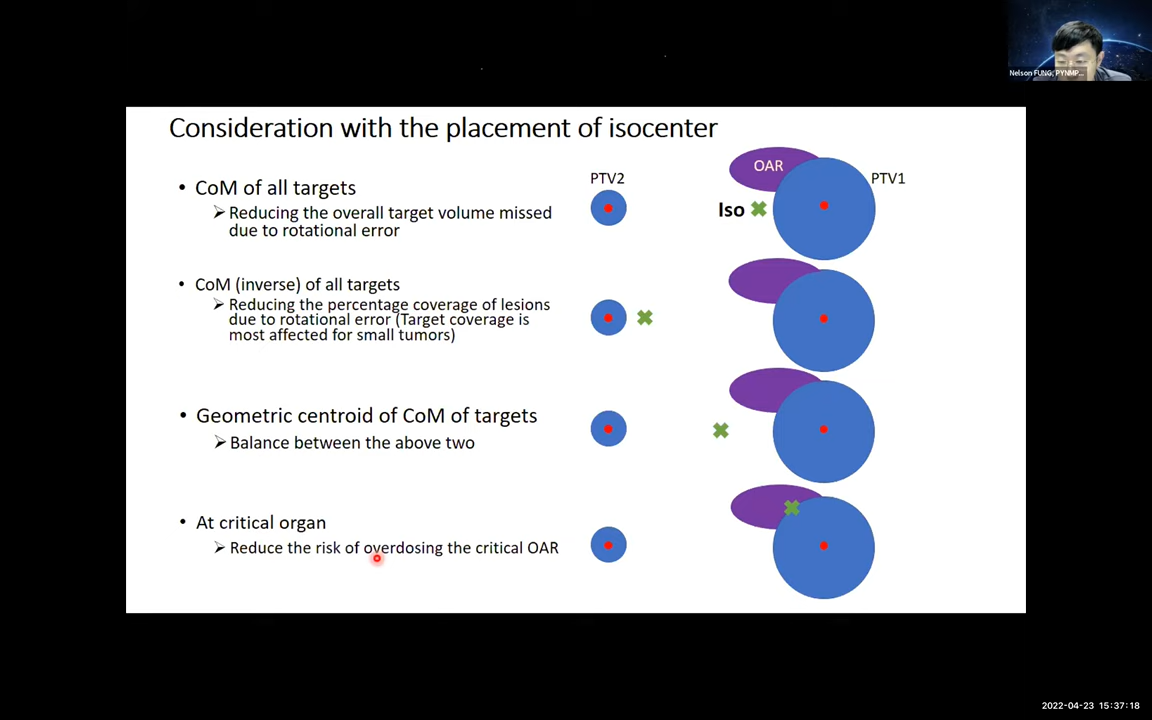 Nelson FUNG, PYNMP...
Consideration with the placement of isocenter
• CoM of all targets
➢ Reducing the overall target volume missed
due to rotational error
PTV2
OAR
PTV1
Iso
• CoM (inverse) of all targets
➢ Reducing the percentage coverage of lesions
due to rotational error (Target coverage is
most affected for small tumors)
• Geometric centroid of CoM of targets
➢ Balance between the above two
• At critical organ
➢ Reduce the risk of overdosing the critical OAR
2022-04-23 15:37:18